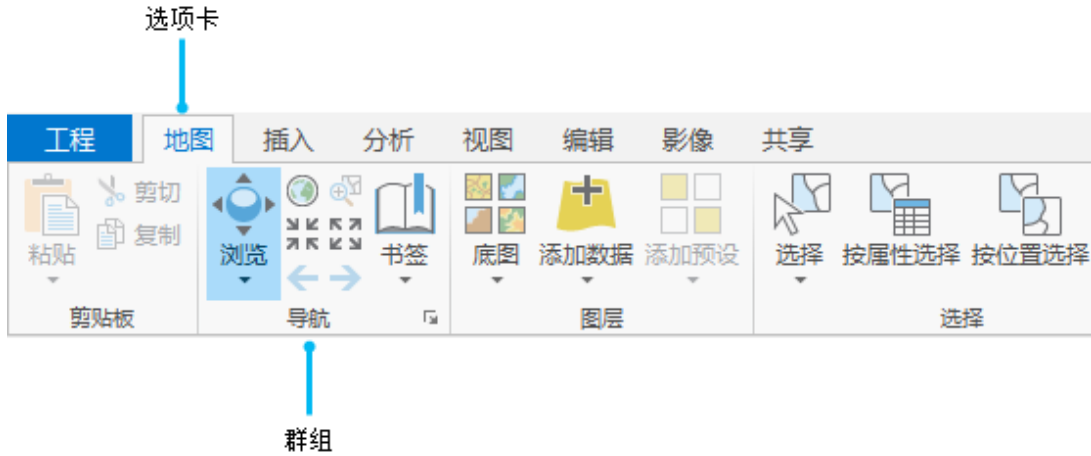 选项卡
工程 地图 插入 分析 视图 编辑 影像 共享
粘贴 剪切 复制 浏览 书签 底图 添加数据 添加预设 选择 按属性选择 按位置选择
剪贴板 导航 图层 选择
群组